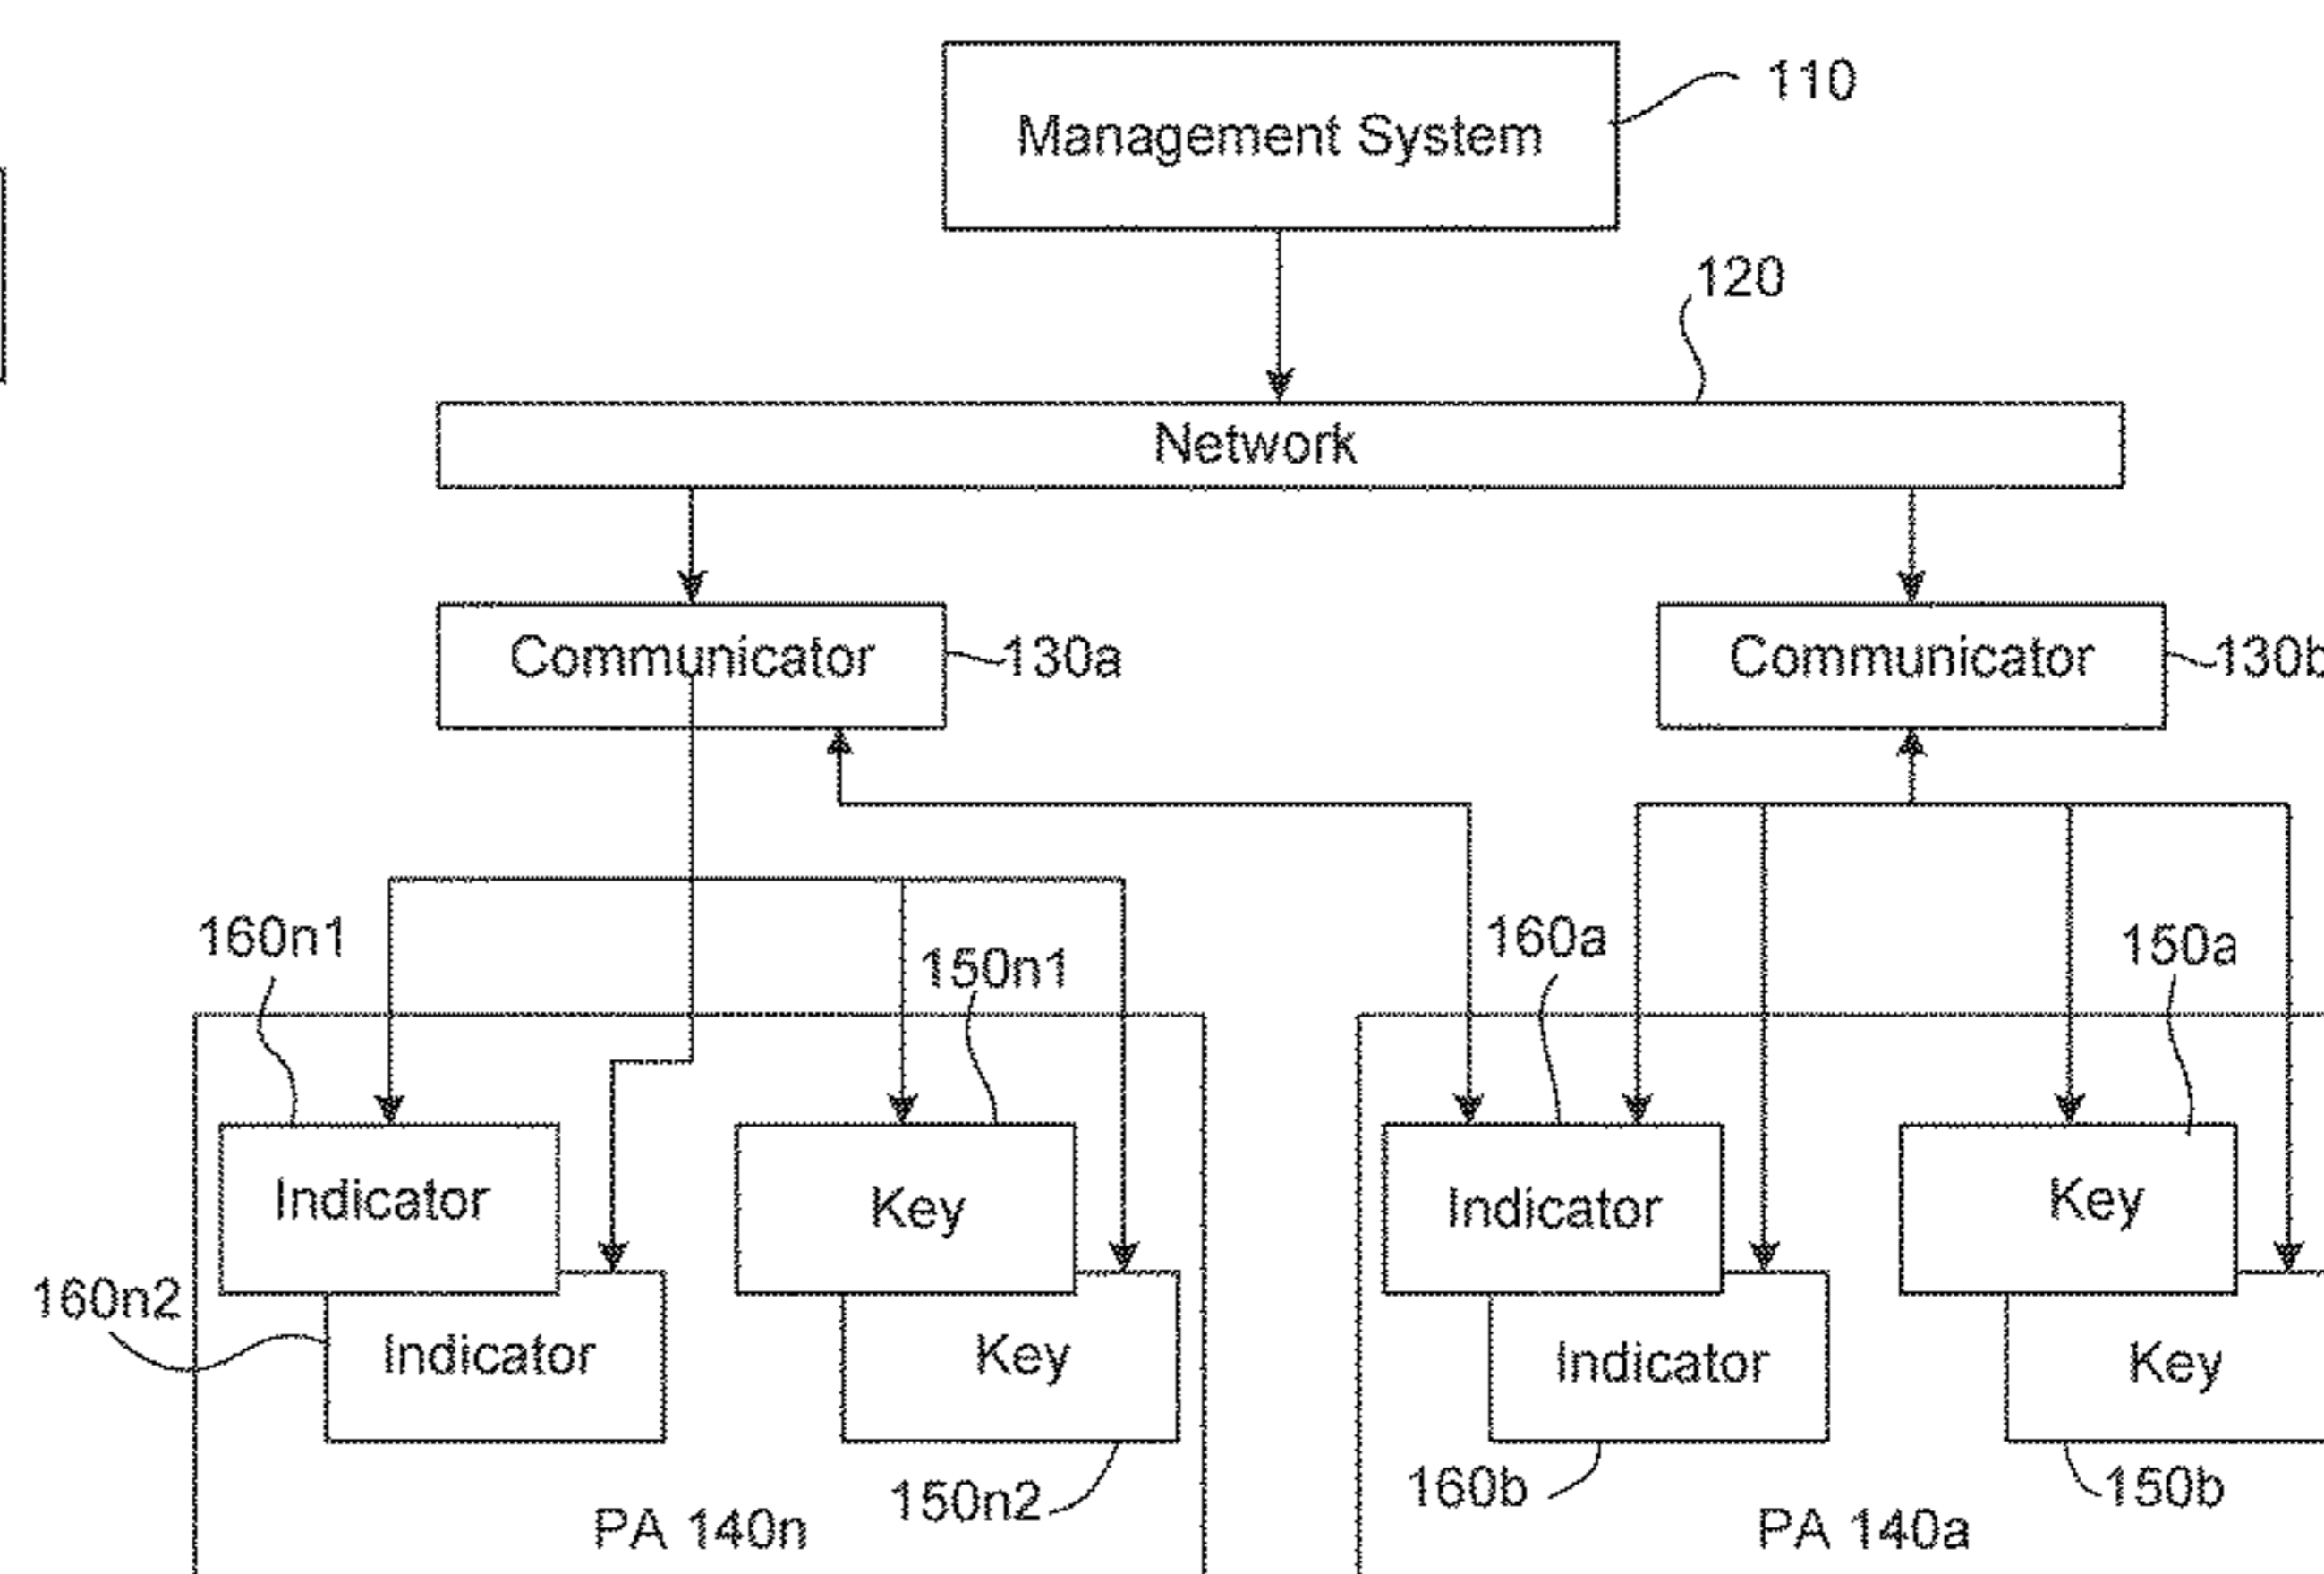 110
Management System
120
Network
Communicator
130a
Communicator
130b
160n1
150n1
160a
150a
Indicator
Key
Indicator
Key
160n2
Indicator
Key
Indicator
Key
150n2
160b
150b
PA 140n
PA 140a